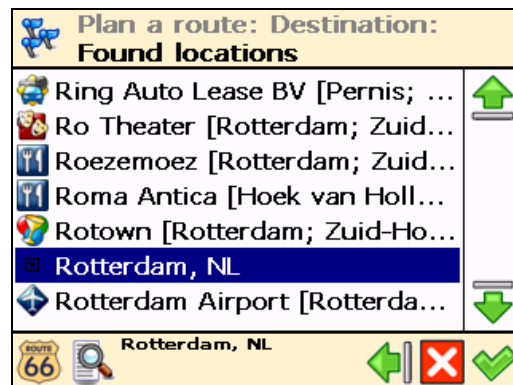 Plan a route: Destination:
Found locations
Ring Auto Lease BV [Pernis; ...
Ro Theater [Rotterdam; Zuid...
Roezemoez [Rotterdam; Zuid...
Roma Antica [Hoek van Holl...
Rotown [Rotterdam; Zuid-Ho...
Rotterdam, NL
Rotterdam Airport [Rotterda...
ROUTE
66
Rotterdam, NL